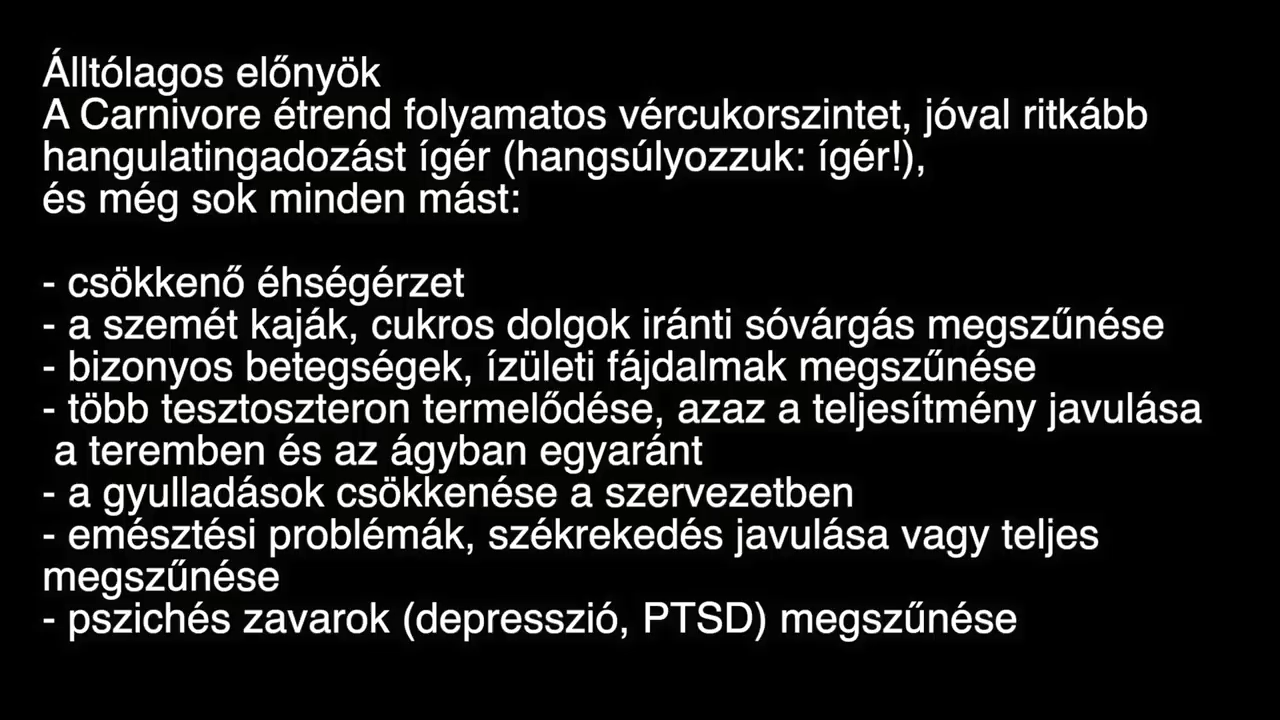 Álltólagos előnyök
A Carnivore étrend folyamatos vércukorszintet, jóval ritkább
hangulatingadozást ígér (hangsúlyozzuk: ígér!),
és még sok minden mást:
- csökkenő éhségérzet
- a szemét kaják, cukros dolgok iránti sóvárgás megszűnése
- bizonyos betegségek, ízületi fájdalmak megszűnése
- több tesztoszteron termelődése, azaz a teljesítmény javulása
a teremben és az ágyban egyaránt
- a gyulladások csökkenése a szervezetben
- emésztési problémák, székrekedés javulása vagy teljes
megszűnése
- pszichés zavarok (depresszió, PTSD) megszűnése